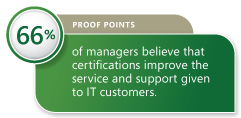 66%
PROOF POINTS
of managers believe that
certifications improve the
service and support given
to IT customers.